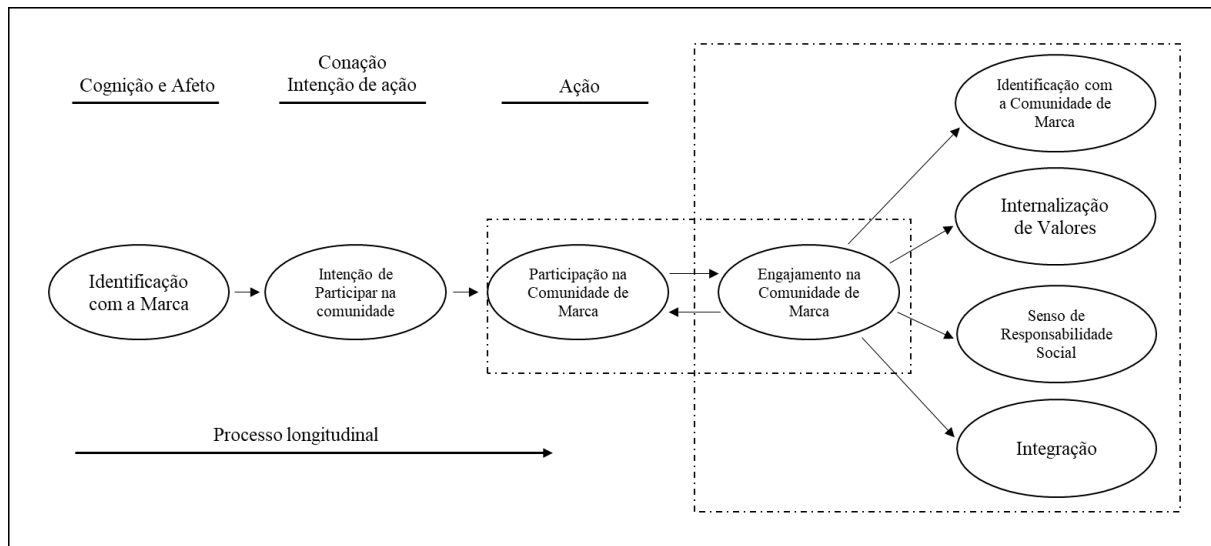 Cognição e Afeto
Conação
Intenção de ação
Ação
Identificação
com a Marca
Intenção de
Participar na
comunidade
Participação na
Comunidade de
Marca
Engajamento na
Comunidade de
Marca
Identificação com
a Comunidade de
Marca
Internalização
de Valores
Senso de
Responsabilidade
Social
Integração
Processo longitudinal